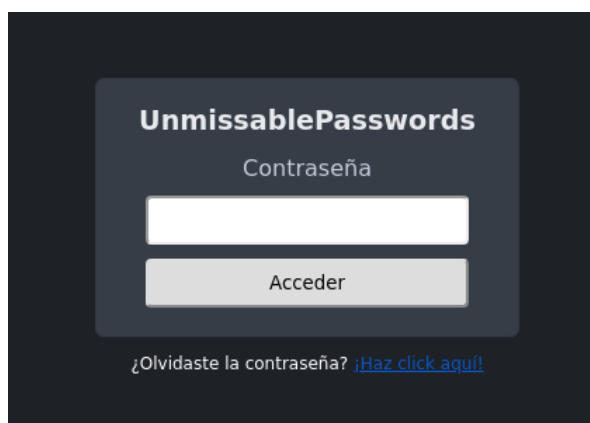 UnmissablePasswords
Contraseña
Acceder
¿Olvidaste la contraseña? ¡Haz click aquí!